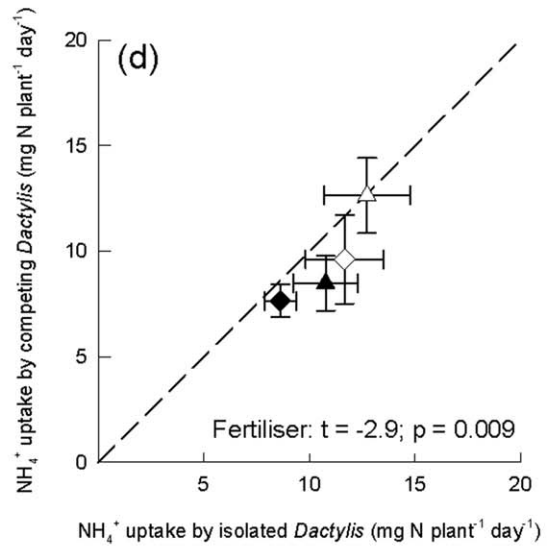 (d)
NH₄⁺ uptake by competing Dactylis (mg N plant⁻¹ day⁻¹)
20
15
10
5
0
Fertiliser: t = -2.9; p = 0.009
5 10 15 20
NH₄⁺ uptake by isolated Dactylis (mg N plant⁻¹ day⁻¹)